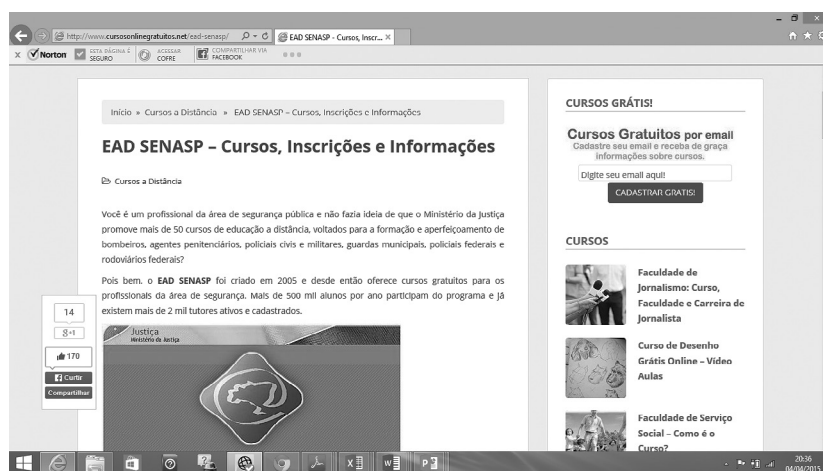 http://www.cursosonlinegratuitos.net/ead-senasp/
EAD SENASP - Cursos, Inscr...
x Norton
ESTA PÁGINA É
SEGURO
ACESSAR
COFRE
COMPARTILHAR VIA
FACEBOOK
Início » Cursos a Distância » EAD SENASP – Cursos, Inscrições e Informações
EAD SENASP – Cursos, Inscrições e Informações
Cursos a Distância
Você é um profissional da área de segurança pública e não fazia ideia de que o Ministério da Justiça
promove mais de 50 cursos de educação a distância, voltados para a formação e aperfeiçoamento de
bombeiros, agentes penitenciários, policiais civis e militares, guardas municipais, policiais federais e
rodoviários federais?
Pois bem. o EAD SENASP foi criado em 2005 e desde então oferece cursos gratuitos para os
profissionais da área de segurança. Mais de 500 mil alunos por ano participam do programa e já
existem mais de 2 mil tutores ativos e cadastrados.
14
g+1
170
Curtir
Compartilhar
Justiça
Ministério da Justiça
CURSOS GRÁTIS!
Cursos Gratuitos por email
Cadastre seu email e receba de graça
informações sobre cursos.
Digite seu email aqui!
CADASTRAR GRATIS!
CURSOS
Faculdade de
Jornalismo: Curso,
Faculdade e Carreira de
Jornalista
Curso de Desenho
Grátis Online – Vídeo
Aulas
Faculdade de Serviço
Social – Como é o
Curso?
20:36
04/04/2015